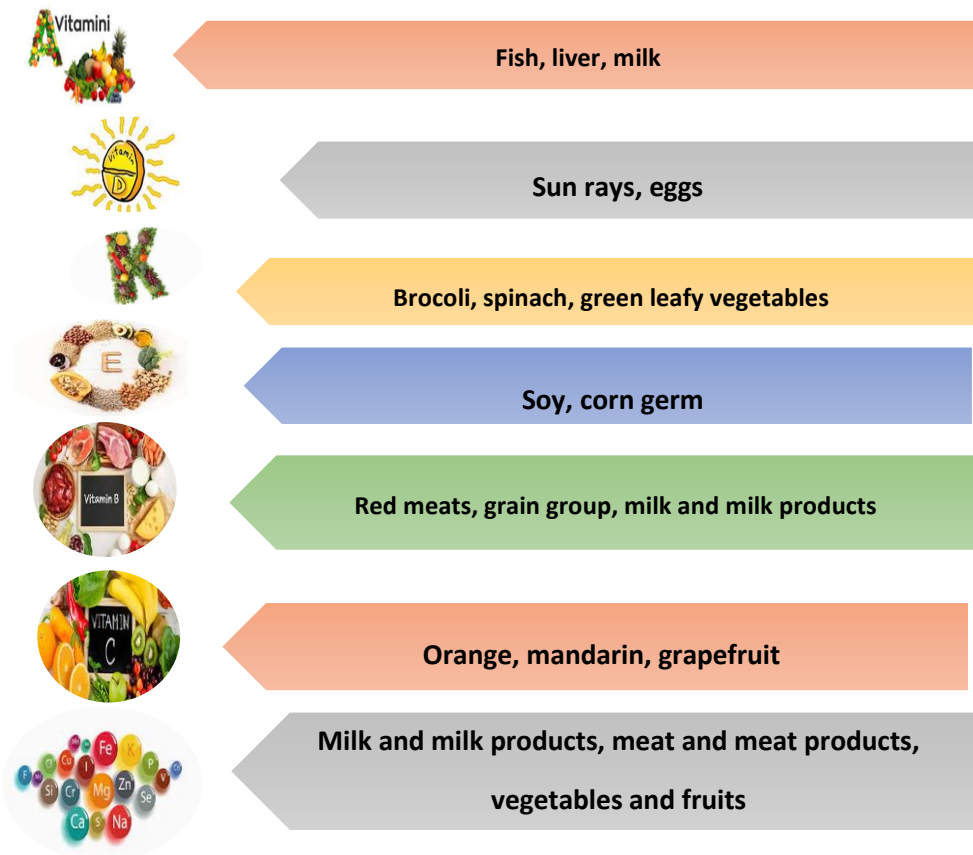 A Vitamini
Fish, liver, milk
vitamin
D
Sun rays, eggs
K
Brocoli, spinach, green leafy vegetables
E
Soy, corn germ
Vitamin B
Red meats, grain group, milk and milk products
VITAMIN
C
Orange, mandarin, grapefruit
Fe K
Cu I P
Si Cr Mg Zn Se V
Ca S Na
F
Milk and milk products, meat and meat products,
vegetables and fruits